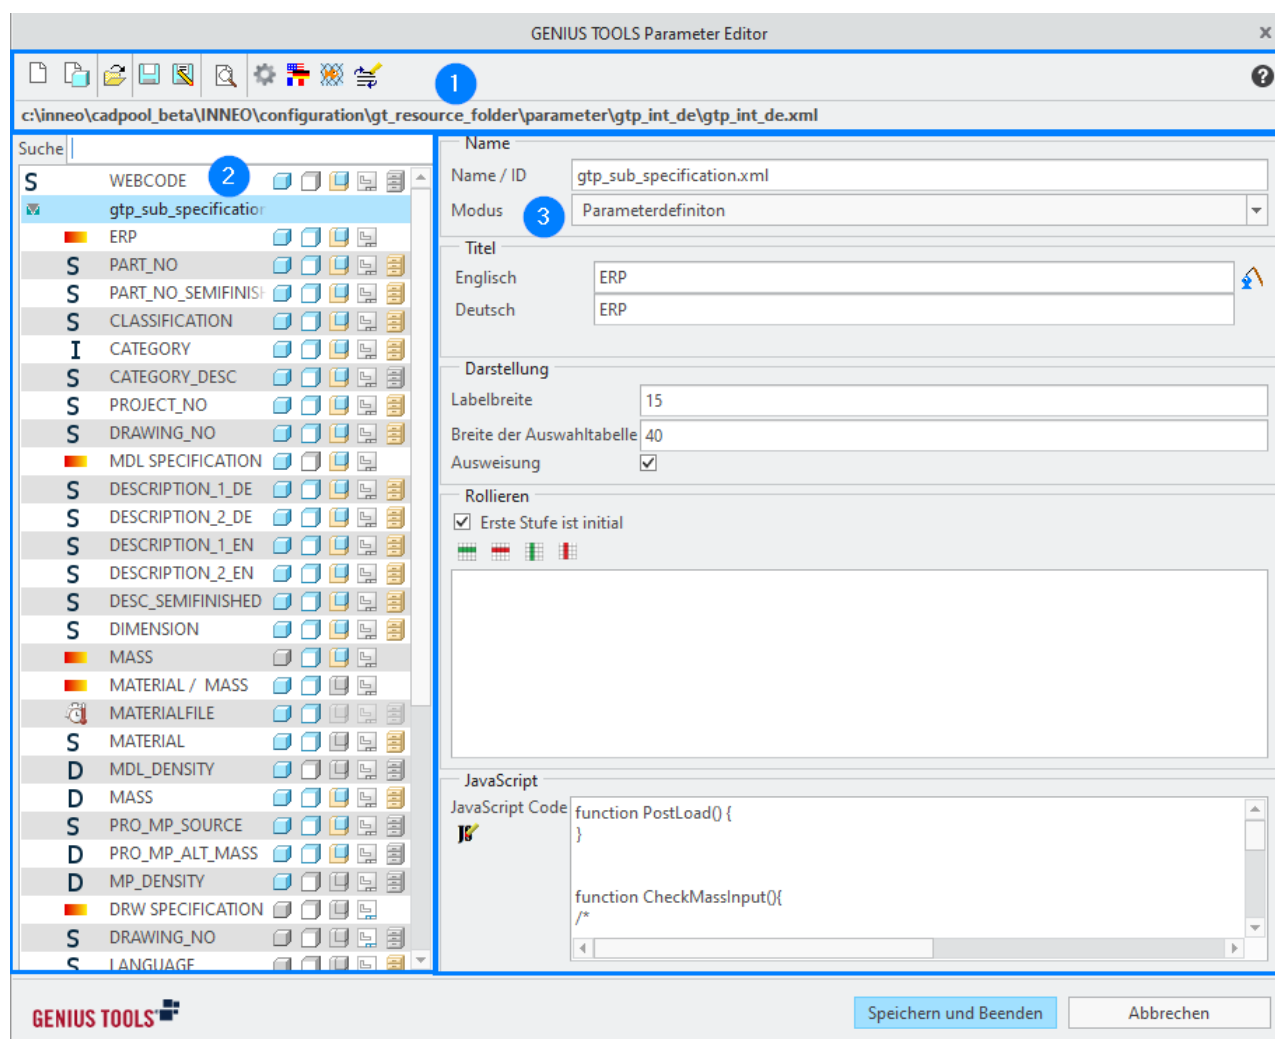 GENIUS TOOLS Parameter Editor
x
1
?
c:\inneo\cadpool_beta\INNEO\configuration\gt_resource_folder\parameter\gtp_int_de\gtp_int_de.xml
Suche
S WEBCODE
2
gtp_sub_specification
ERP
S PART_NO
S PART_NO_SEMIFINISH
S CLASSIFICATION
I CATEGORY
S CATEGORY_DESC
S PROJECT_NO
S DRAWING_NO
MDL SPECIFICATION
S DESCRIPTION_1_DE
S DESCRIPTION_2_DE
S DESCRIPTION_1_EN
S DESCRIPTION_2_EN
S DESC_SEMIFINISHED
S DIMENSION
MASS
MATERIAL / MASS
MATERIALFILE
S MATERIAL
D MDL_DENSITY
D MASS
S PRO_MP_SOURCE
D PRO_MP_ALT_MASS
D MP_DENSITY
DRW SPECIFICATION
S DRAWING_NO
S LANGUAGE
Name
Name / ID gtp_sub_specification.xml
Modus 3 Parameterdefiniton
Titel
Englisch ERP
Deutsch ERP
Darstellung
Labelbreite 15
Breite der Auswahltabelle 40
Ausweisung
Rollieren
Erste Stufe ist initial
JavaScript
JavaScript Code
function PostLoad() {
}
function CheckMassInput(){
/*
GENIUS TOOLS
Speichern und Beenden
Abbrechen